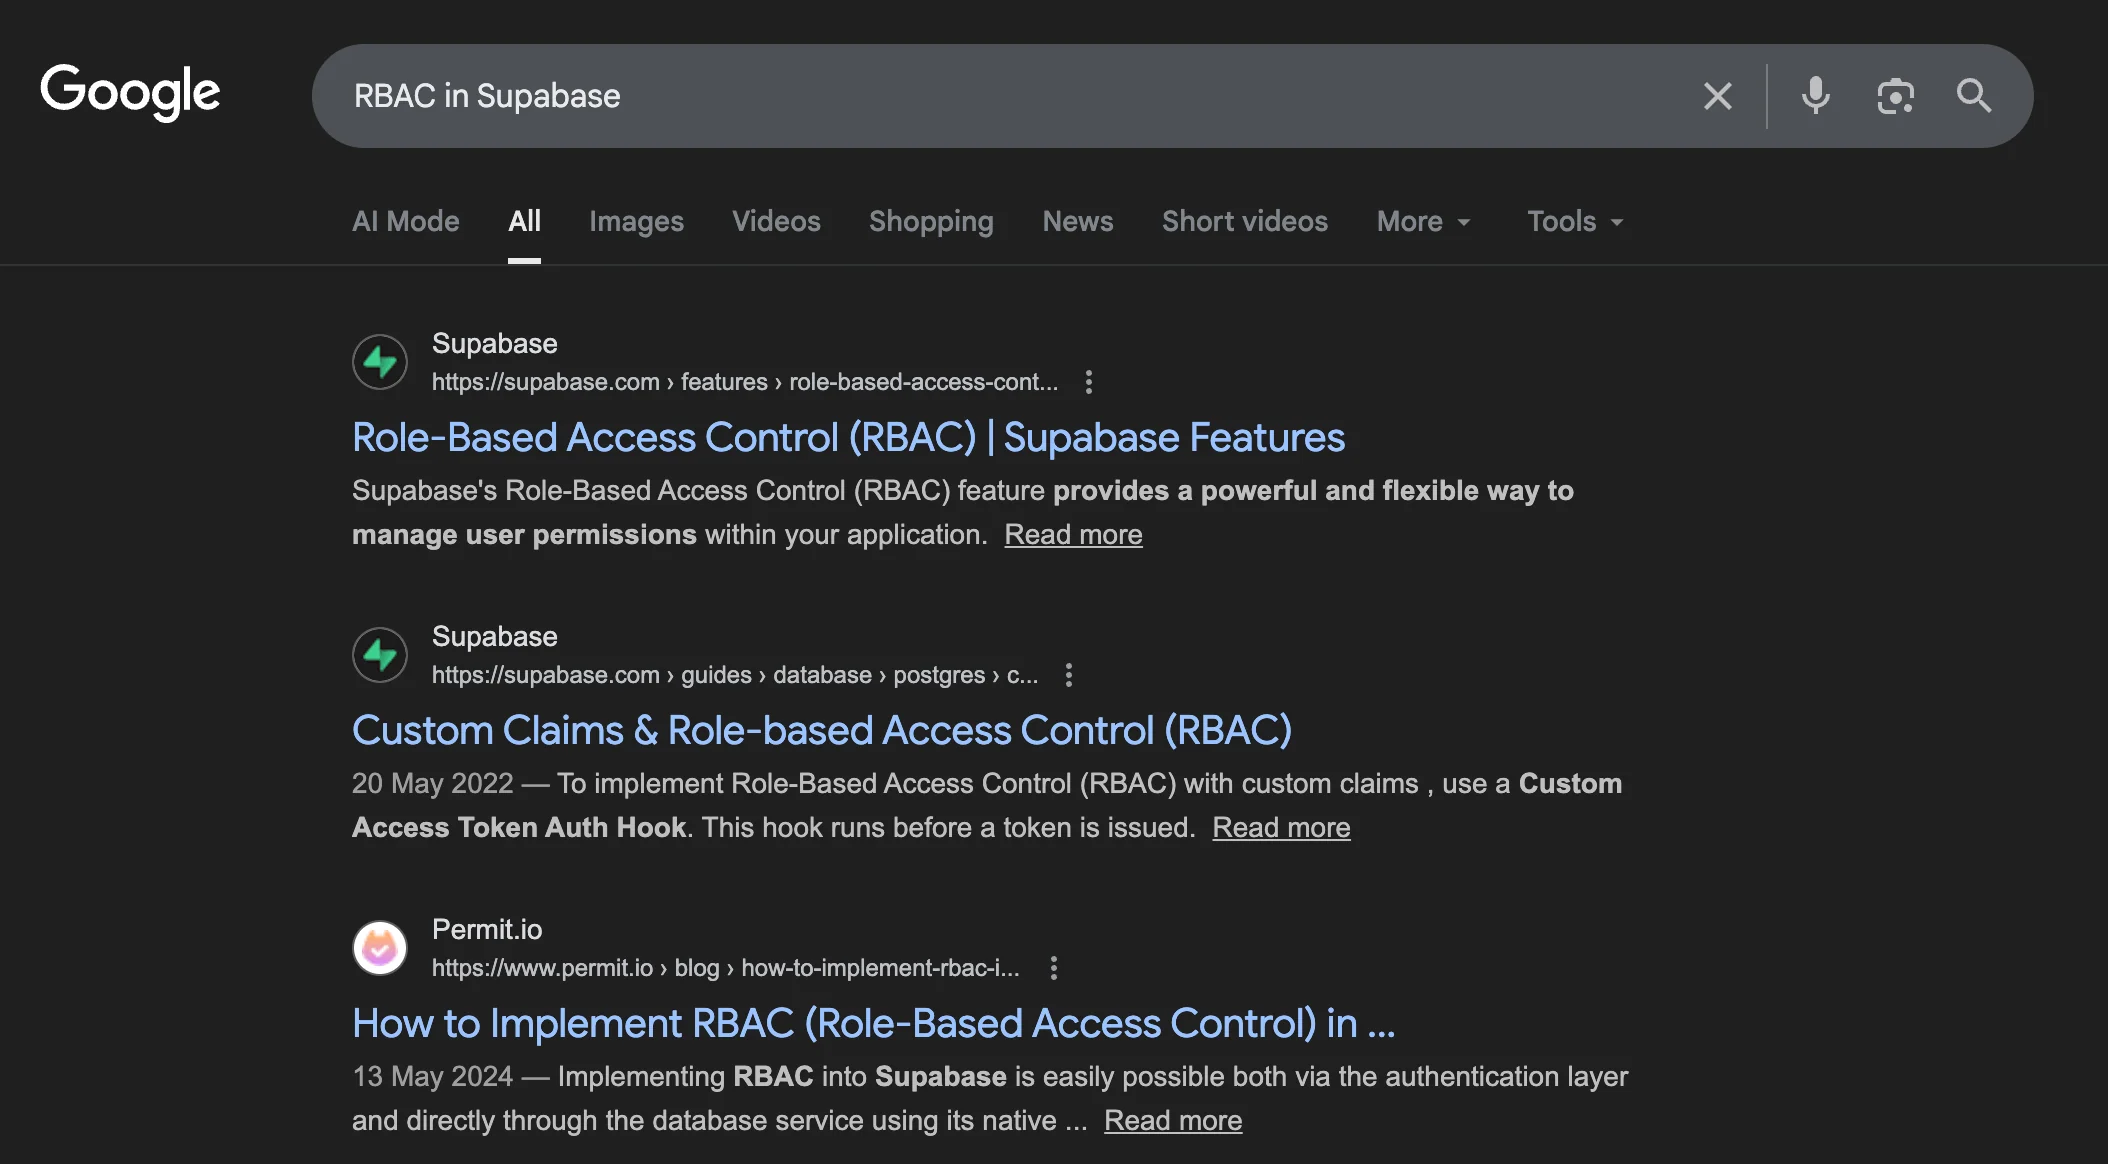 Google
RBAC in Supabase
AI Mode All Images Videos Shopping News Short videos More Tools
Supabase
https://supabase.com › features › role-based-access-cont...
Role-Based Access Control (RBAC) | Supabase Features
Supabase's Role-Based Access Control (RBAC) feature provides a powerful and flexible way to
manage user permissions within your application. Read more
Supabase
https://supabase.com › guides › database › postgres › c...
Custom Claims & Role-based Access Control (RBAC)
20 May 2022 — To implement Role-Based Access Control (RBAC) with custom claims , use a Custom
Access Token Auth Hook. This hook runs before a token is issued. Read more
Permit.io
https://www.permit.io › blog › how-to-implement-rbac-i...
How to Implement RBAC (Role-Based Access Control) in ...
13 May 2024 — Implementing RBAC into Supabase is easily possible both via the authentication layer
and directly through the database service using its native ... Read more